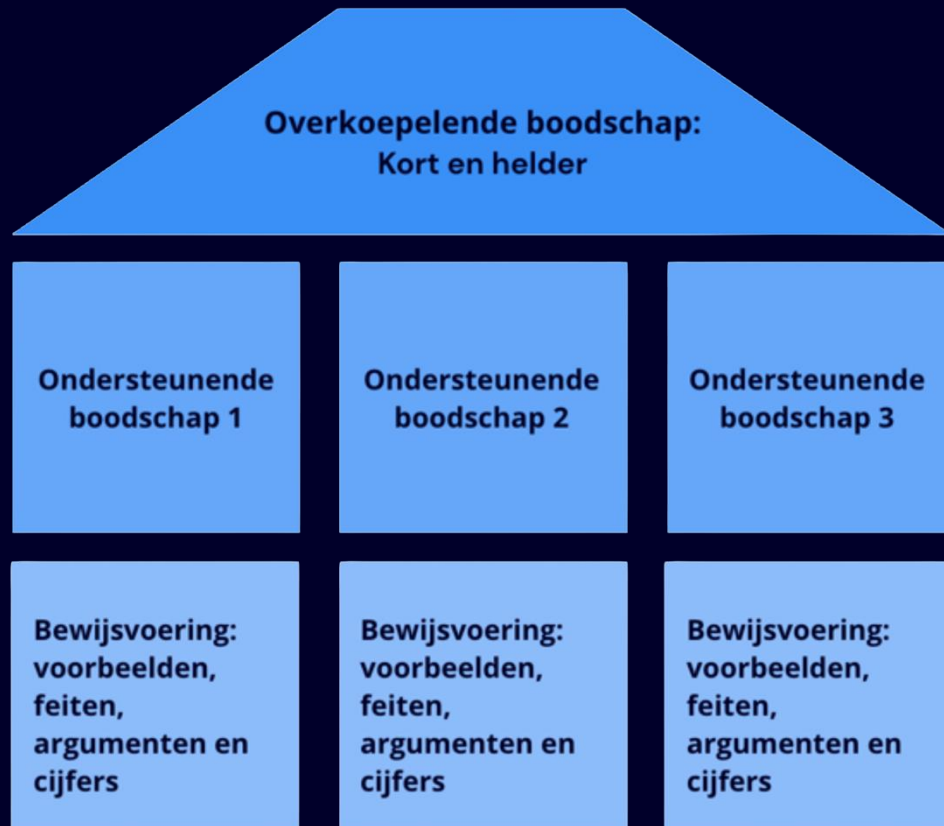 Overkoepelende boodschap:
Kort en helder
Ondersteunende
boodschap 1
Ondersteunende
boodschap 2
Ondersteunende
boodschap 3
Bewijsvoering:
voorbeelden,
feiten,
argumenten en
cijfers
Bewijsvoering:
voorbeelden,
feiten,
argumenten en
cijfers
Bewijsvoering:
voorbeelden,
feiten,
argumenten en
cijfers